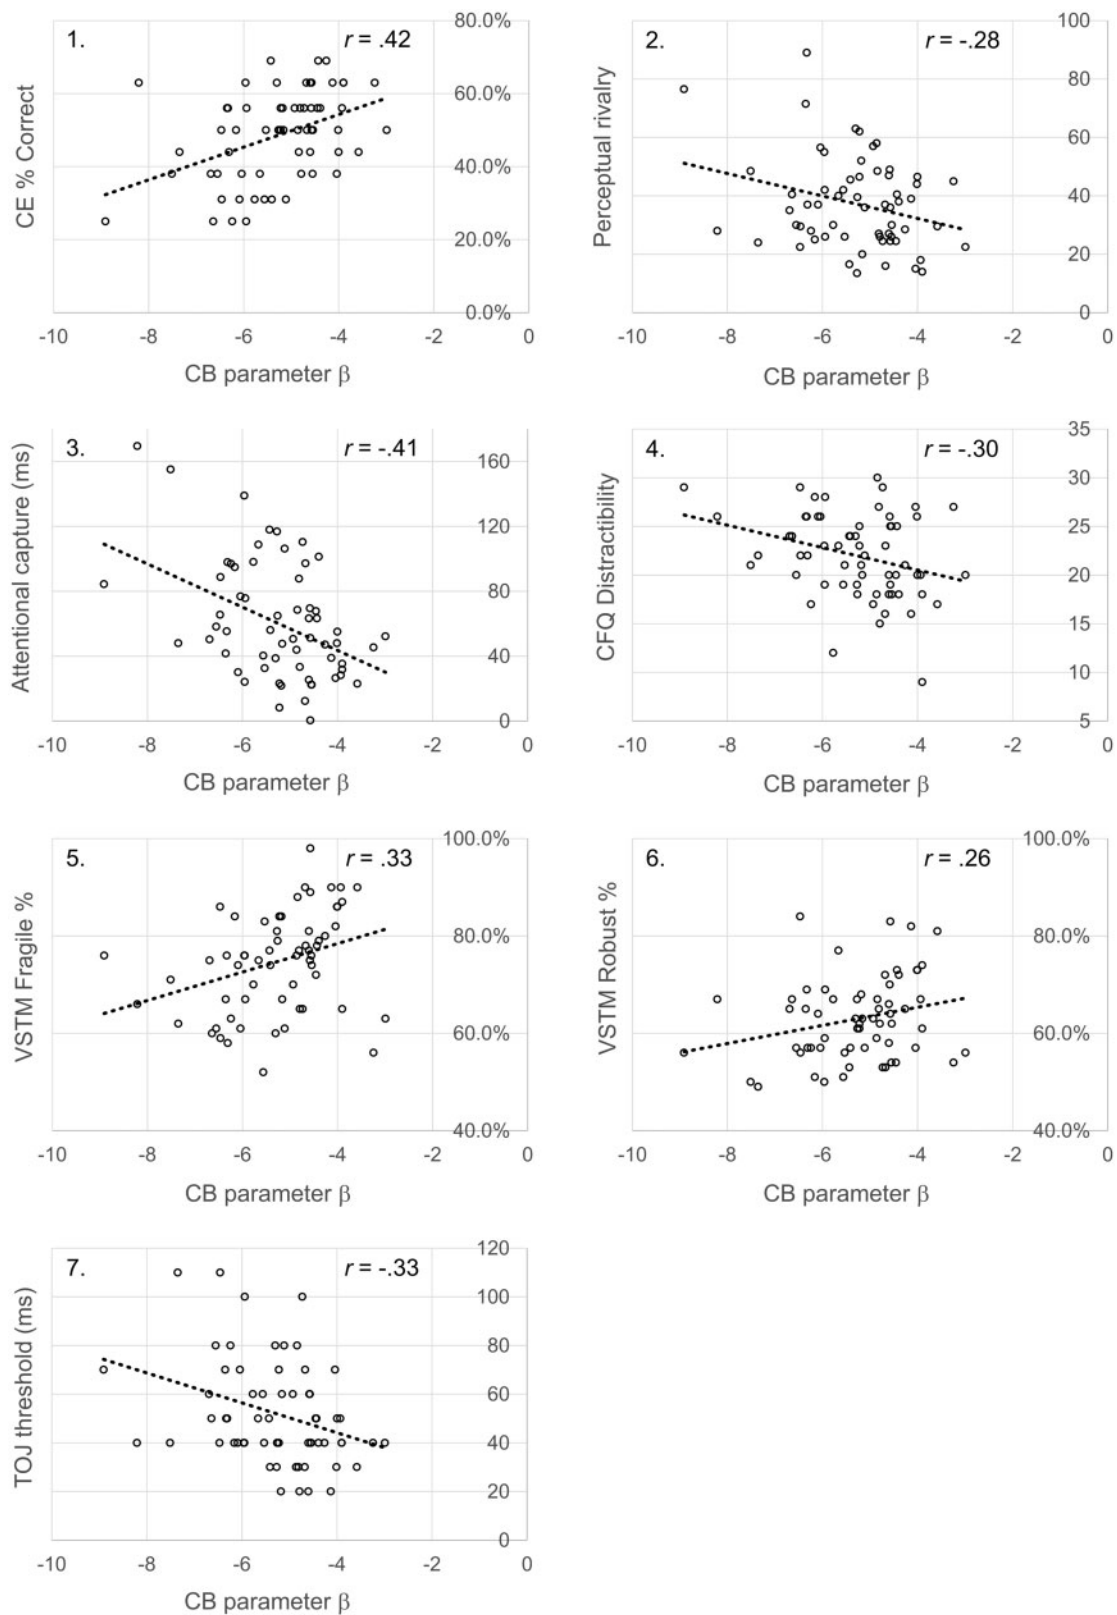 1.
r = .42
CE % Correct
80.0%
60.0%
40.0%
20.0%
0.0%
-10 -8 -6 -4 -2 0
CB parameter β
2.
r = -.28
Perceptual rivalry
100
80
60
40
20
0
-10 -8 -6 -4 -2 0
CB parameter β
3.
r = -.41
Attentional capture (ms)
160
120
80
40
0
-10 -8 -6 -4 -2 0
CB parameter β
4.
r = -.30
CFQ Distractibility
35
30
25
20
15
10
5
-10 -8 -6 -4 -2 0
CB parameter β
5.
r = .33
VSTM Fragile %
100.0%
80.0%
60.0%
40.0%
-10 -8 -6 -4 -2 0
CB parameter β
6.
r = .26
VSTM Robust %
100.0%
80.0%
60.0%
40.0%
-10 -8 -6 -4 -2 0
CB parameter β
7.
r = -.33
TOJ threshold (ms)
120
100
80
60
40
20
0
-10 -8 -6 -4 -2 0
CB parameter β